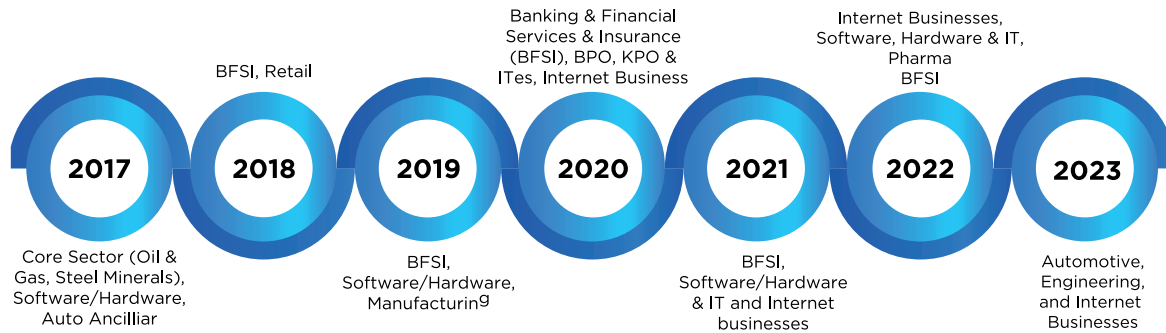 2017
Core Sector (Oil &
Gas, Steel Minerals),
Software/Hardware,
Auto Ancilliar
BFSI, Retail
2018
2019
BFSI,
Software/Hardware,
Manufacturing
Banking & Financial
Services & Insurance
(BFSI), BPO, KPO &
ITes, Internet Business
2020
2021
BFSI,
Software/Hardware
& IT and Internet
businesses
Internet Businesses,
Software, Hardware & IT,
Pharma
BFSI
2022
2023
Automotive,
Engineering,
and Internet
Businesses